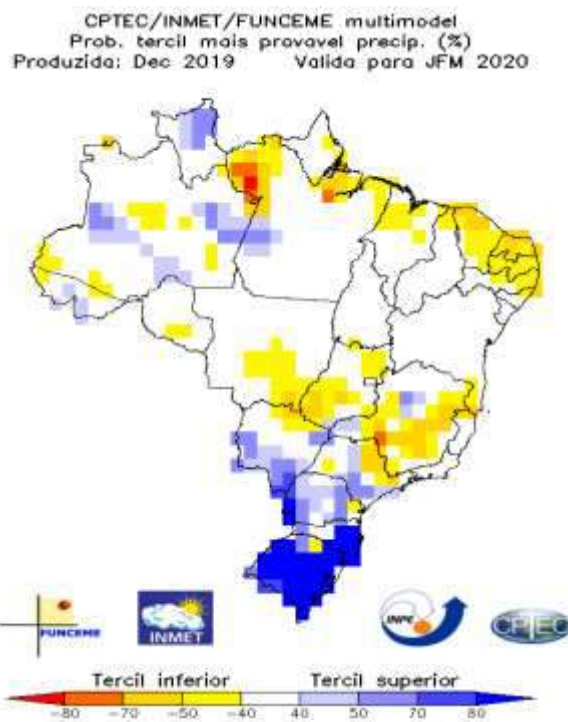 CPTEC/INMET/FUNCEME multimodel
Prob. tercil mais provavel precip. (%)
Produzida: Dec 2019 Valida para JFM 2020
FUNCEME
INMET
INPE
CPTEC
Tercil inferior Tercil superior
-80 -70 -50 -40 40 50 70 80